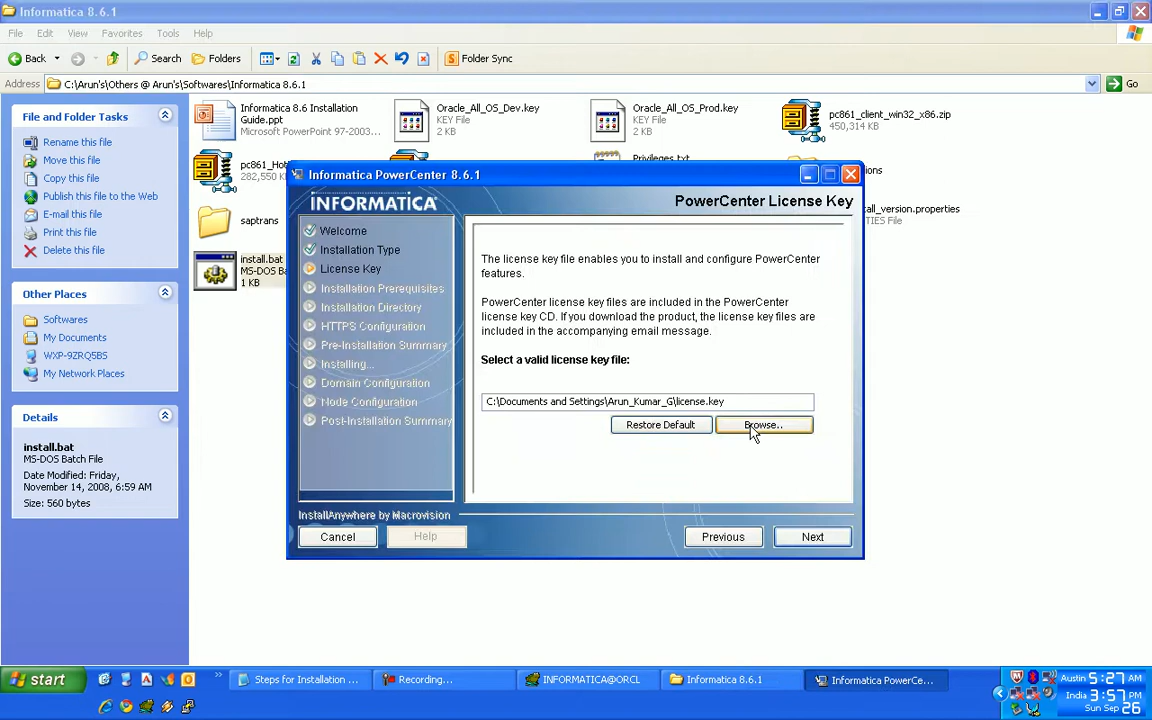 Informatica 8.6.1
File Edit View Favorites Tools Help
Back Search Folders Folder Sync
Address C:\Arun's\Others @ Arun's\Softwares\Informatica 8.6.1 Go
File and Folder Tasks
Rename this file
Move this file
Copy this file
Publish this file to the Web
E-mail this file
Print this file
Delete this file
Other Places
Softwares
My Documents
WXP-9ZRQ5BS
My Network Places
Details
install.bat
MS-DOS Batch File
Date Modified: Friday,
November 14, 2008, 6:59 AM
Size: 560 bytes
Informatica 8.6 Installation
Guide.ppt
Microsoft PowerPoint 97-2003...
Oracle_All_OS_Dev.key
KEY File
2 KB
Oracle_All_OS_Prod.key
KEY File
2 KB
pc861_client_win32_x86.zip
450,314 KB
282,550
Privileges.txt
saptrans
install.bat
MS-DOS Ba
1 KB
all_version.properties
TIES File
Informatica PowerCenter 8.6.1
INFORMATICA
PowerCenter License Key
Welcome
Installation Type
License Key
Installation Prerequisites
Installation Directory
HTTPS Configuration
Pre-Installation Summary
Installing...
Domain Configuration
Node Configuration
Post-Installation Summary
The license key file enables you to install and configure PowerCenter
features.
PowerCenter license key files are included in the PowerCenter
license key CD. If you download the product, the license key files are
included in the accompanying email message.
Select a valid license key file:
C:\Documents and Settings\Arun_Kumar_G\license.key
Restore Default Browse..
InstallAnywhere by Macrovision
Cancel Help Previous Next
start
Steps for Installation ...
Recording...
INFORMATICA@ORCL
Informatica 8.6.1
Informatica PowerCe...
Austin 5:27 AM
India 3:57 PM
Sun Sep 26